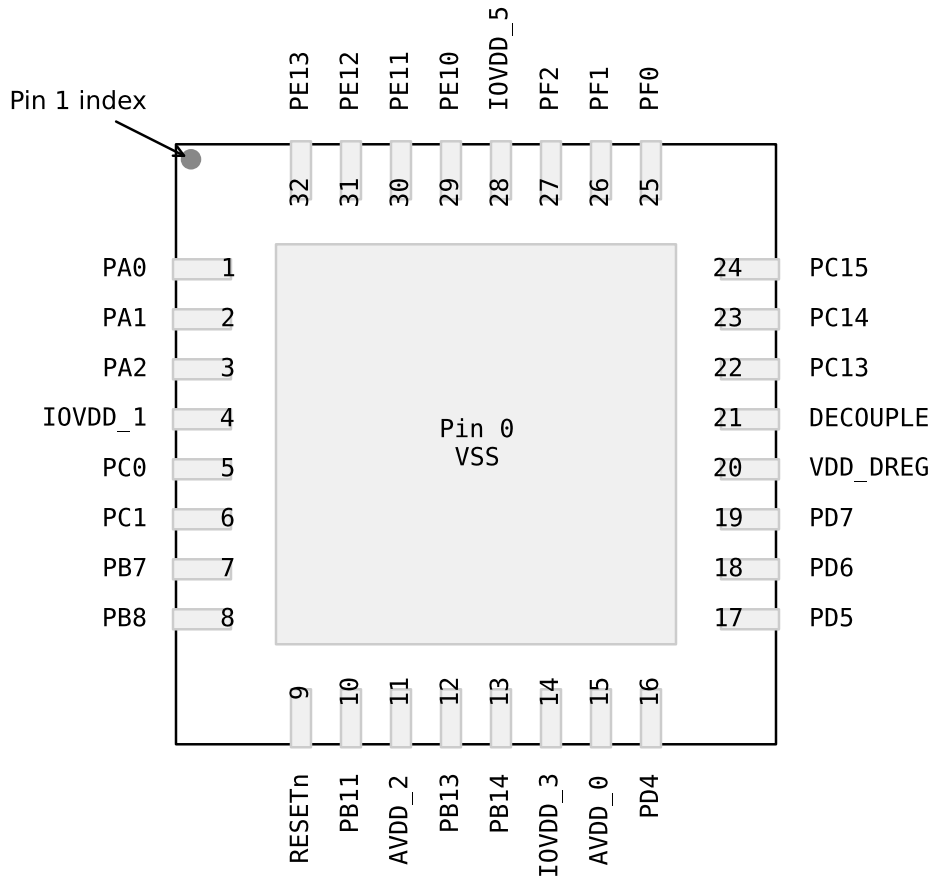 IOVDD_5
PE13
PE12
PE11
PE10
PF2
PF1
PF0
Pin 1 index
32
31
30
29
28
27
26
25
PA0 1
24 PC15
PA1 2
23 PC14
PA2 3
22 PC13
IOVDD_1 4
21 DECOUPLE
Pin 0
VSS
PC0 5
20 VDD_DREG
PC1 6
19 PD7
PB7 7
18 PD6
PB8 8
17 PD5
9
10
11
12
13
14
15
16
RESETn
PB11
AVDD_2
PB13
PB14
IOVDD_3
AVDD_0
PD4